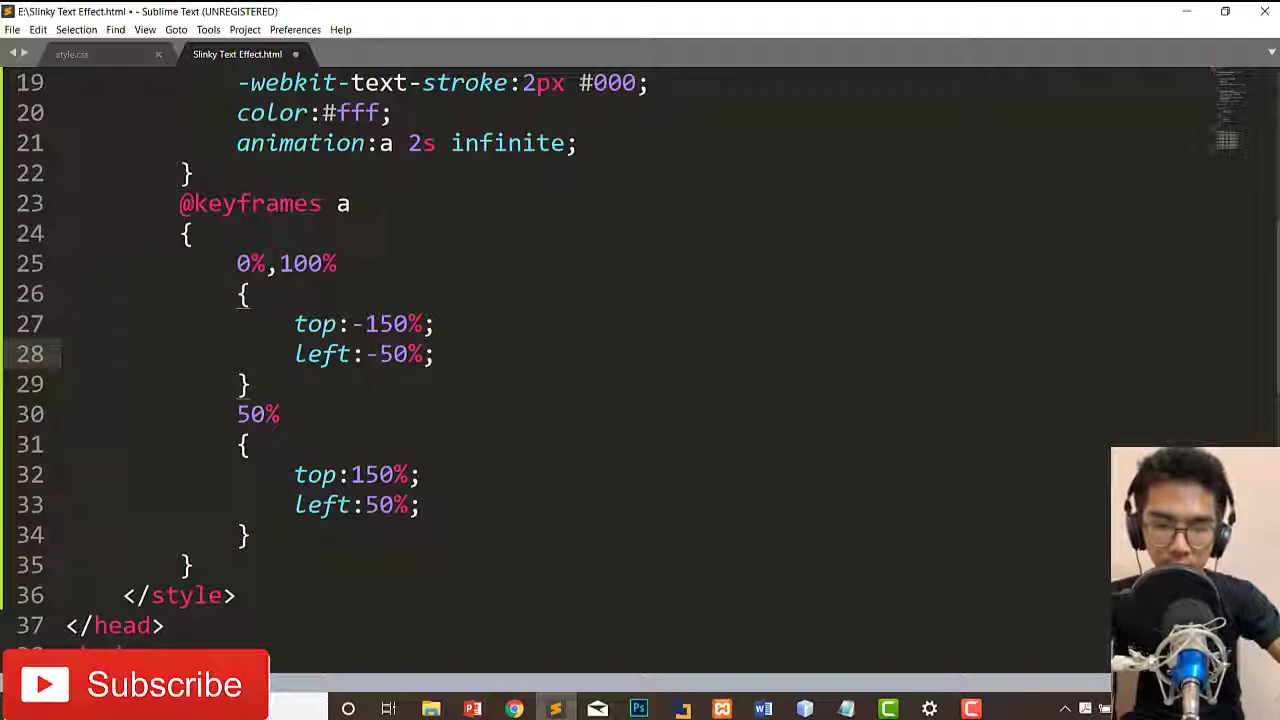 E:\Slinky Text Effect.html • - Sublime Text (UNREGISTERED)
File Edit Selection Find View Goto Tools Project Preferences Help
style.css Slinky Text Effect.html
19 -webkit-text-stroke:2px #000;
20 color:#fff;
21 animation:a 2s infinite;
22 }
23 @keyframes a
24 {
25 0%,100%
26 {
27 top:-150%;
28 left:-50%;
29 }
30 50%
31 {
32 top:150%;
33 left:50%;
34 }
35 }
36 </style>
37 </head>
Subscribe